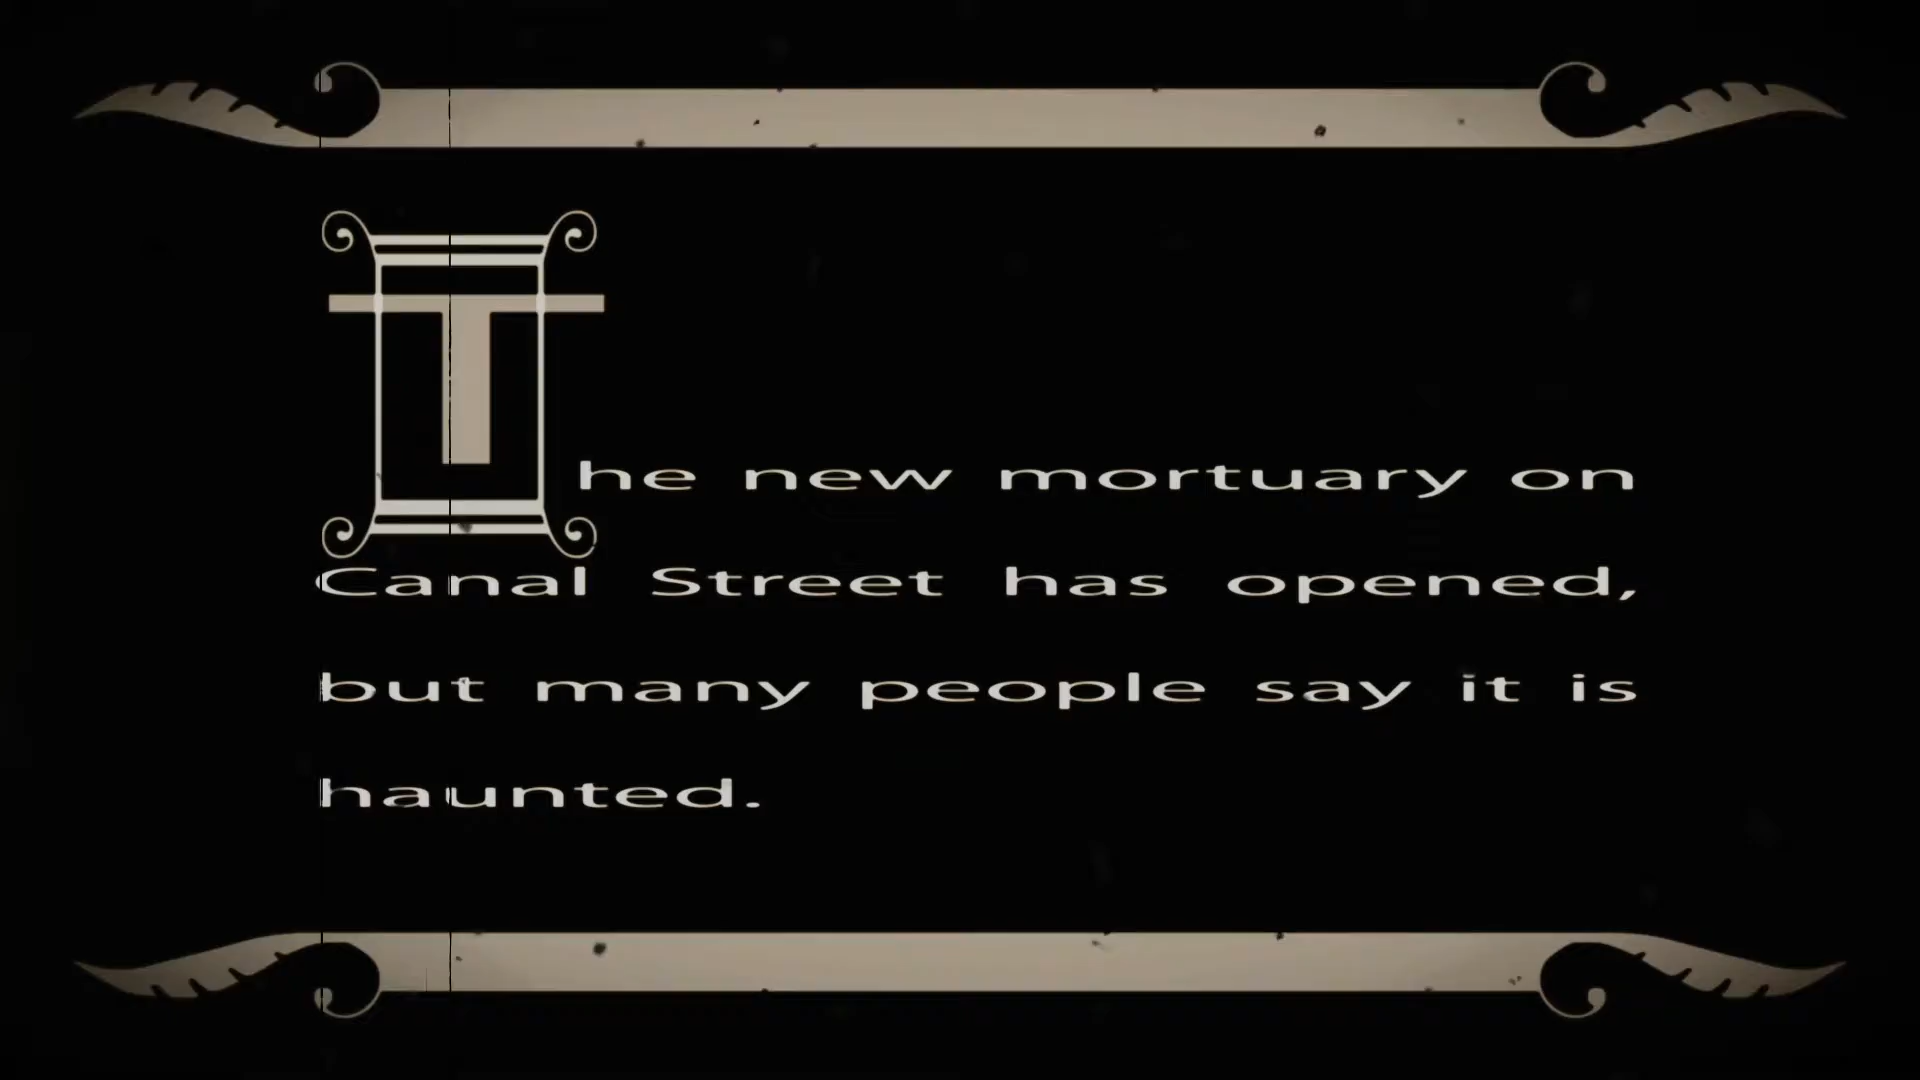 The new mortuary on
Canal Street has opened,
but many people say it is
haunted.